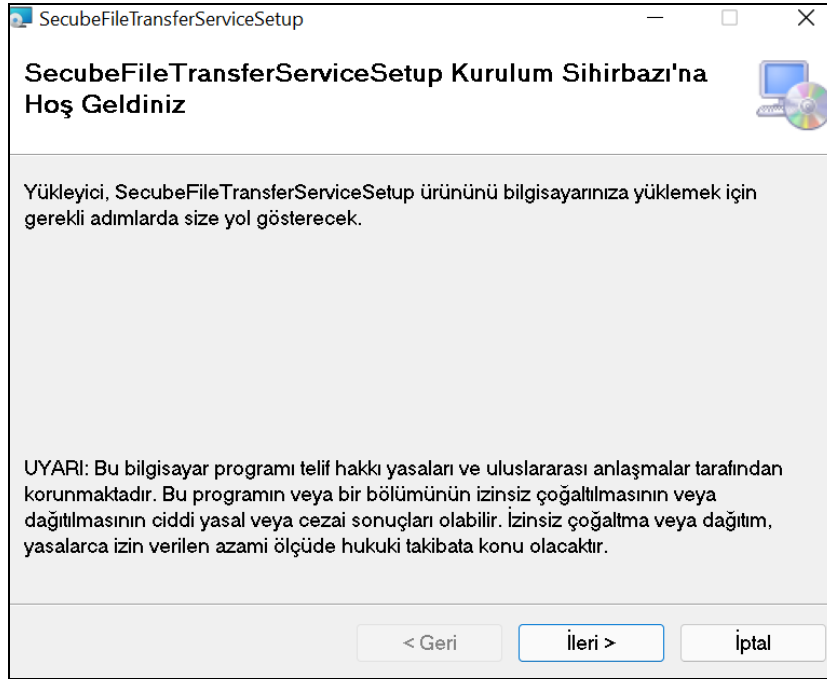 SecubeFileTransferServiceSetup
SecubeFileTransferServiceSetup Kurulum Sihirbazı'na
Hoş Geldiniz
Yükleyici, SecubeFileTransferServiceSetup ürününü bilgisayarınıza yüklemek için
gerekli adımlarda size yol gösterecek.
UYARI: Bu bilgisayar programı telif hakkı yasaları ve uluslararası anlaşmalar tarafından
korunmaktadır. Bu programın veya bir bölümünün izinsiz çoğaltılmasının veya
dağıtılmasının ciddi yasal veya cezai sonuçları olabilir. İzinsiz çoğaltma veya dağıtım,
yasalarca izin verilen azami ölçüde hukuki takibata konu olacaktır.
< Geri İleri > İptal